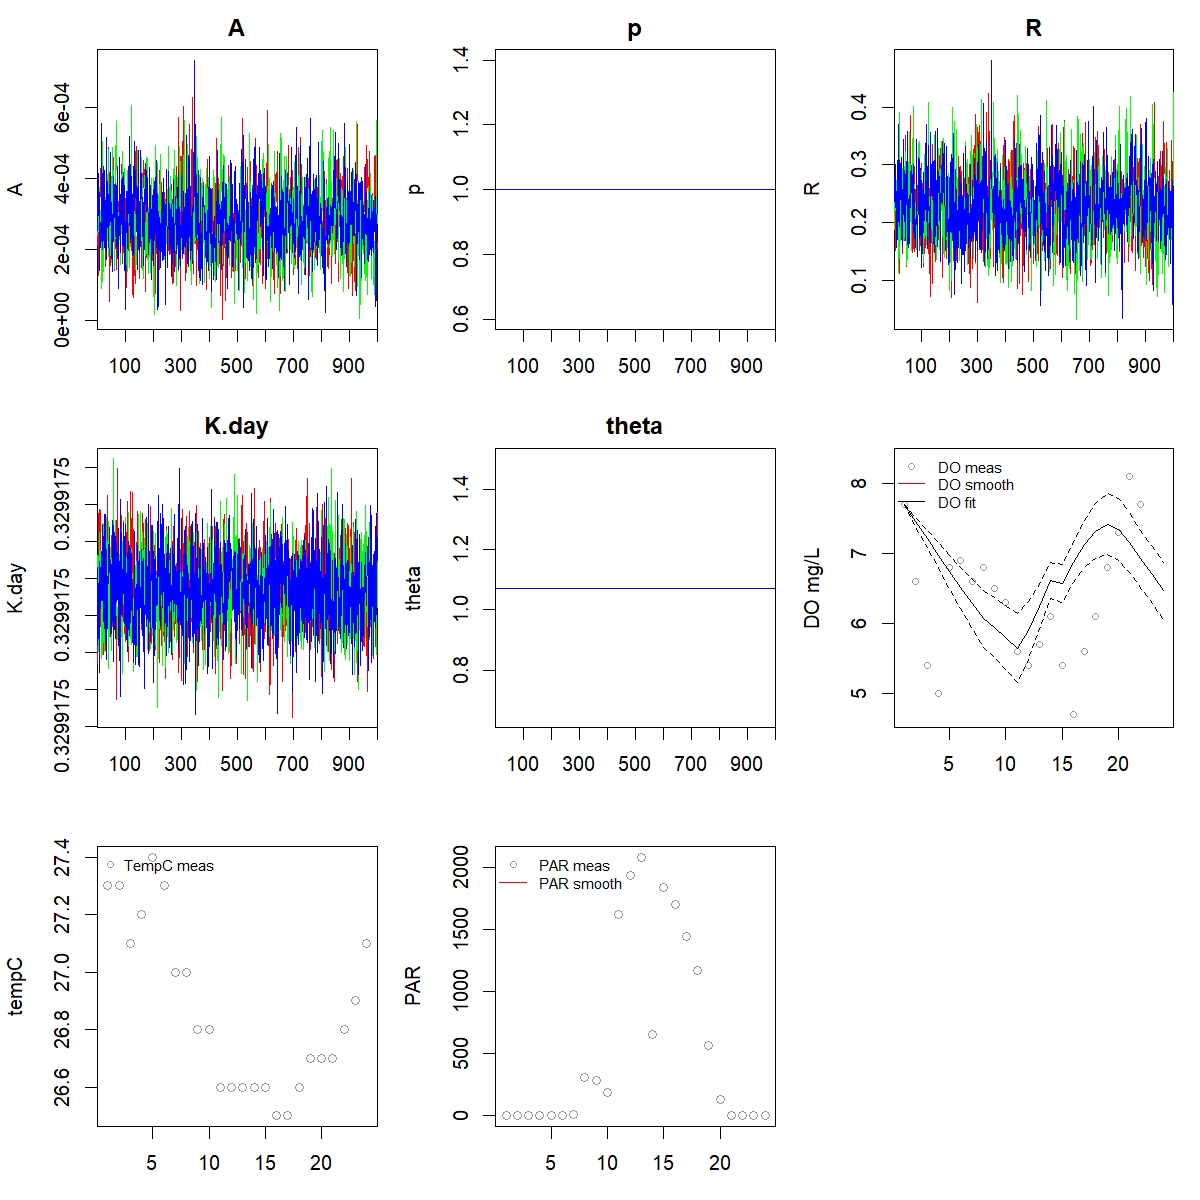 A
p
R
A
0e+00 2e-04 4e-04 6e-04
100 300 500 700 900
p
0.6 0.8 1.0 1.2 1.4
100 300 500 700 900
R
0.1 0.2 0.3 0.4
100 300 500 700 900
K.day
theta
K.day
0.3299175 0.3299175 0.3299175 0.3299175
100 300 500 700 900
theta
0.8 1.0 1.2 1.4
100 300 500 700 900
DO meas
DO smooth
DO fit
DO mg/L
5 6 7 8
5 10 15 20
TempC meas
tempC
26.6 26.8 27.0 27.2 27.4
5 10 15 20
PAR meas
PAR smooth
PAR
0 500 1000 1500 2000
5 10 15 20